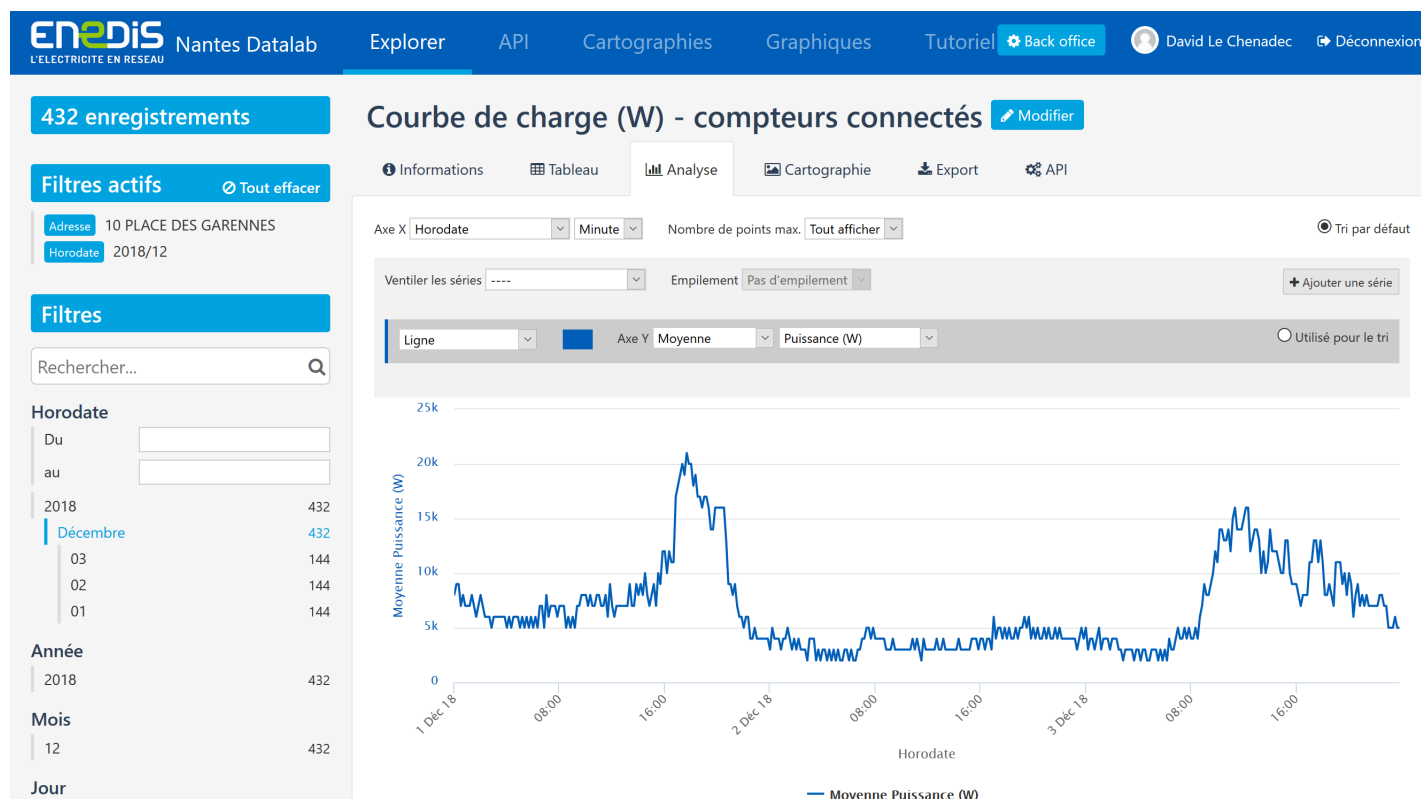 ENEDIS
L'ELECTRICITE EN RESEAU
Nantes Datalab
Explorer
API
Cartographies
Graphiques
Tutoriel
Back office
David Le Chenadec
Déconnexion
432 enregistrements
Filtres actifs
Tout effacer
Adresse 10 PLACE DES GARENNES
Horodate 2018/12
Filtres
Rechercher...
Horodate
Du
au
2018 432
Décembre 432
03 144
02 144
01 144
Année
2018 432
Mois
12 432
Jour
Courbe de charge (W) - compteurs connectés
Modifier
Informations
Tableau
Analyse
Cartographie
Export
API
Axe X Horodate Minute Nombre de points max. Tout afficher Tri par défaut
Ventiler les séries ---- Empilement Pas d'empilement Ajouter une série
Ligne Axe Y Moyenne Puissance (W) Utilisé pour le tri
Moyenne Puissance (W)
25k
20k
15k
10k
5k
0
1 Déc 18
08:00
16:00
2 Déc 18
08:00
16:00
3 Déc 18
08:00
16:00
Horodate
Moyenne Puissance (W)